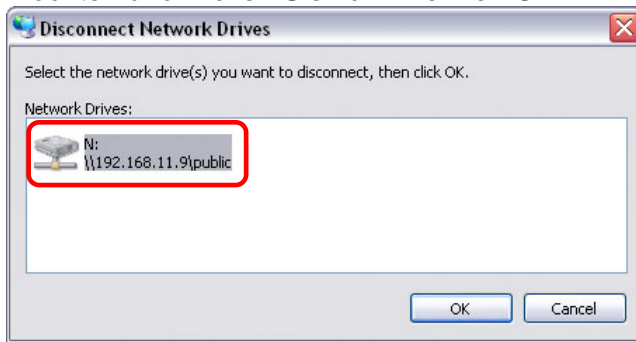 Disconnect Network Drives
Select the network drive(s) you want to disconnect, then click OK.
Network Drives:
N:
\\192.168.11.9\public
OK
Cancel